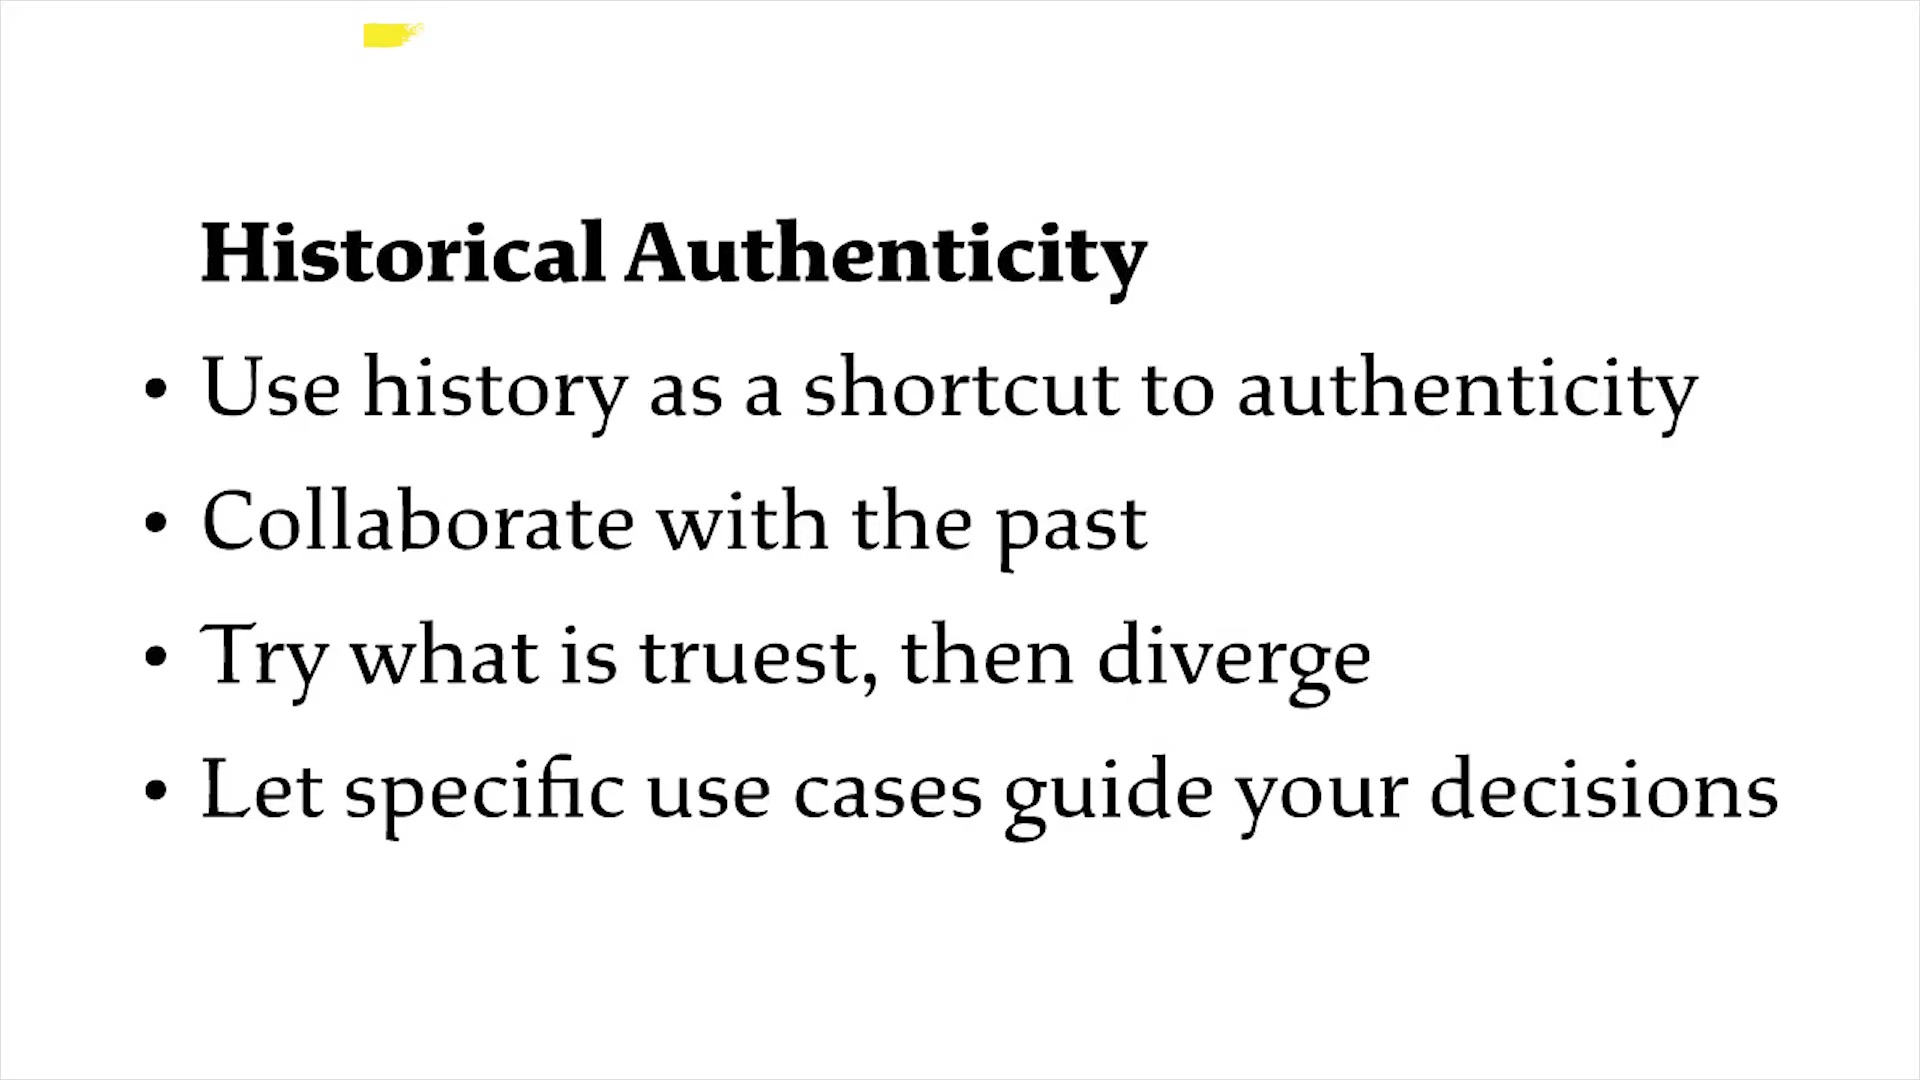 Historical Authenticity
• Use history as a shortcut to authenticity
• Collaborate with the past
• Try what is truest, then diverge
• Let specific use cases guide your decisions